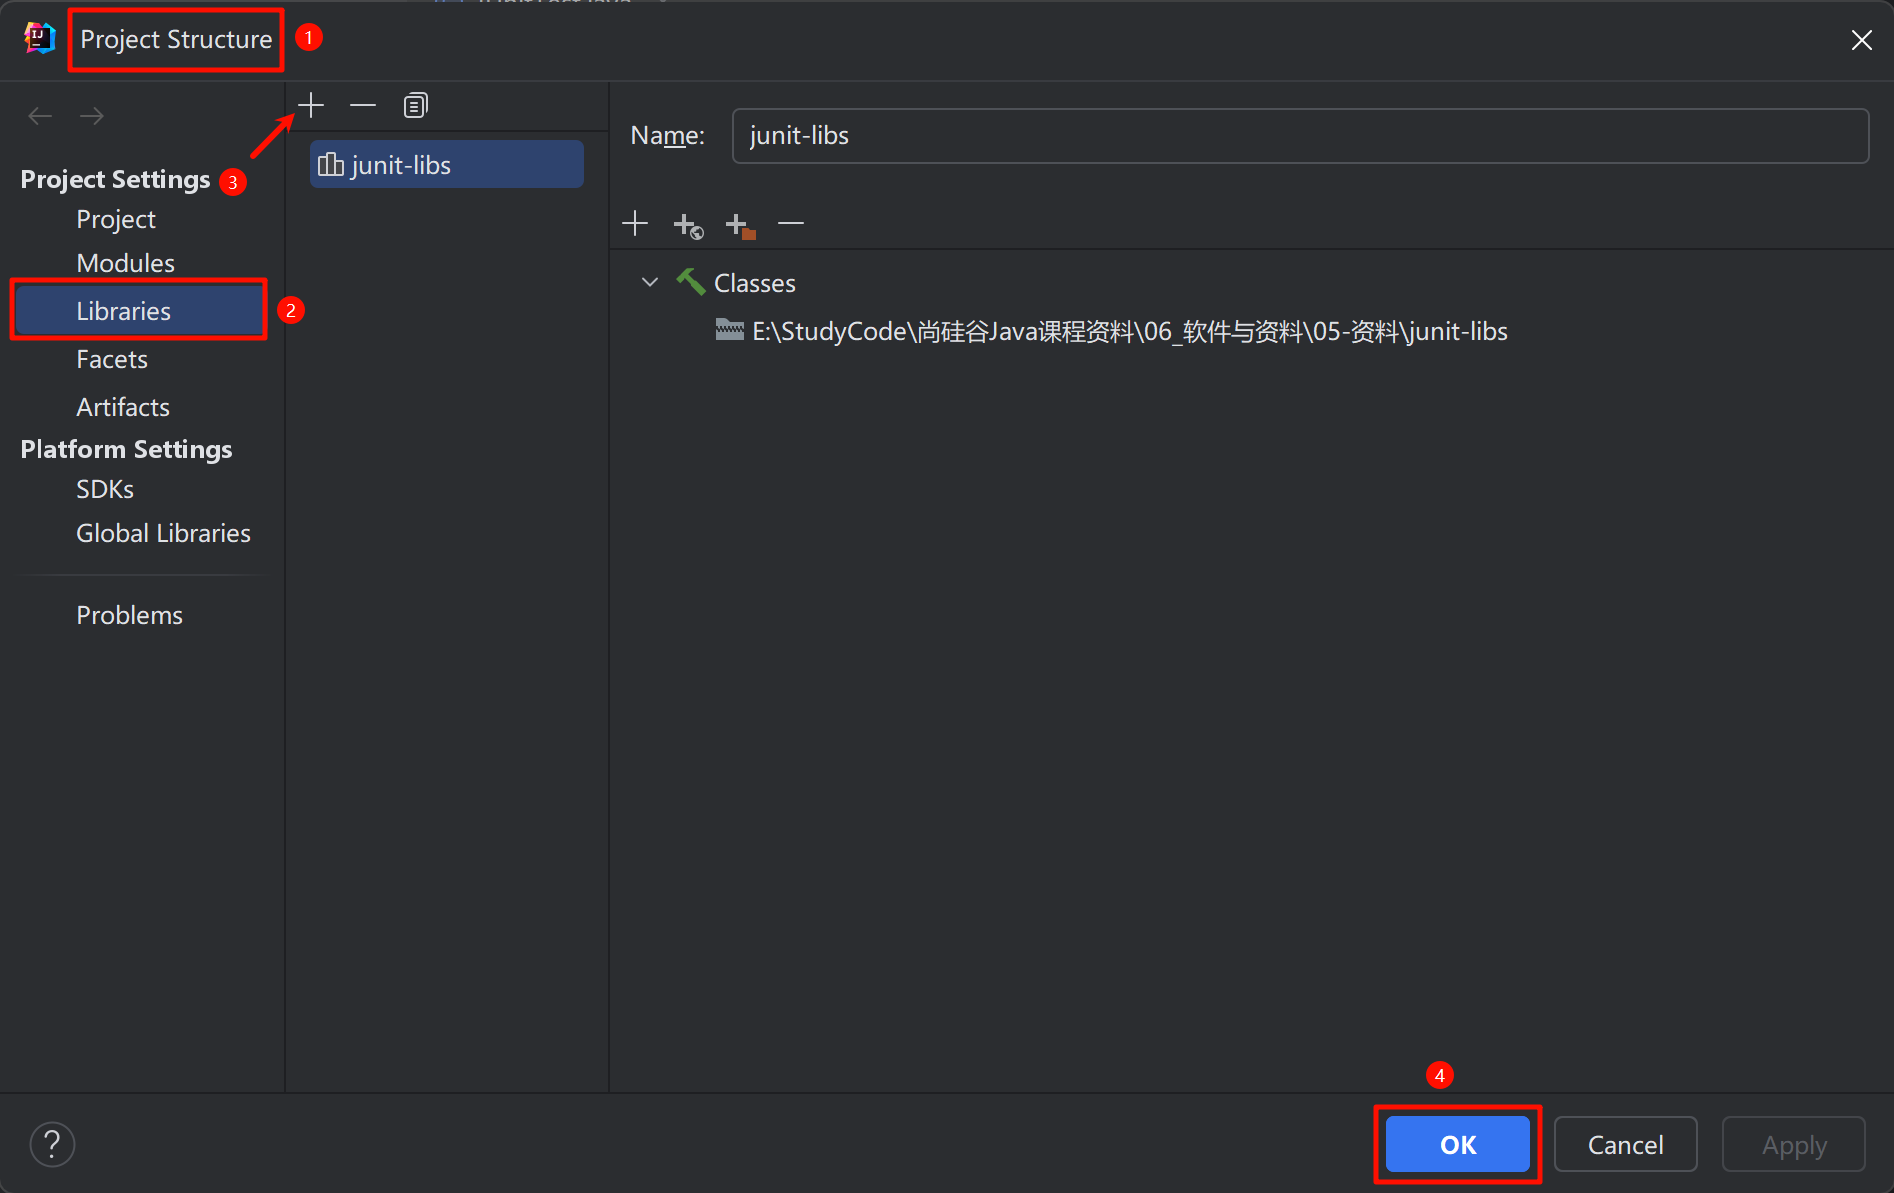 Project Structure
1
3
Project Settings
Project
Modules
Libraries
2
Facets
Artifacts
Platform Settings
SDKs
Global Libraries
Problems
junit-libs
Name:
junit-libs
Classes
E:\StudyCode\尚硅谷Java课程资料\06_软件与资料\05-资料\junit-libs
4
?
OK
Cancel
Apply